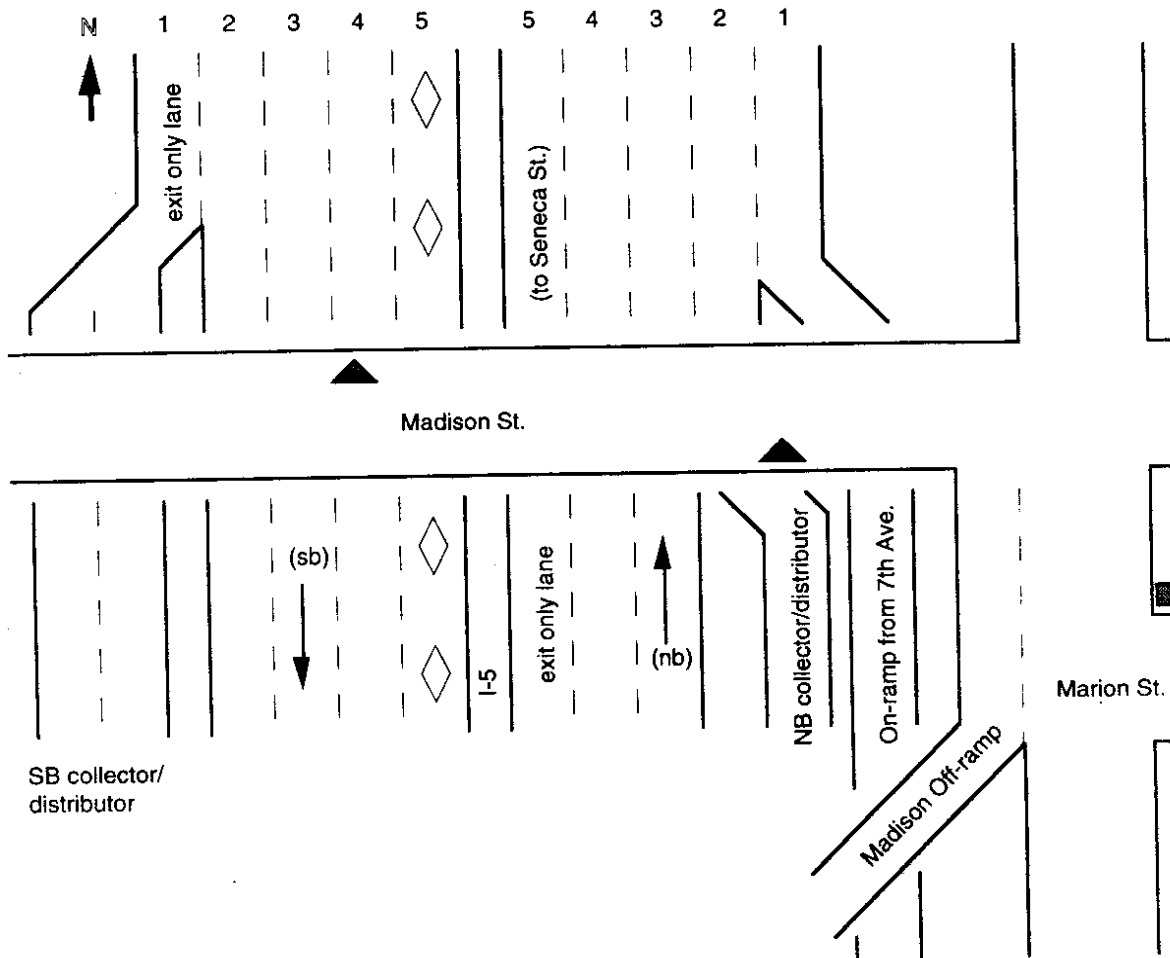 N 1 2 3 4 5 5 4 3 2 1
exit only lane
(to Seneca St.)
Madison St.
(sb)
I-5
exit only lane
(nb)
NB collector/distributor
On-ramp from 7th Ave.
Marion St.
SB collector/
distributor
Madison Off-ramp